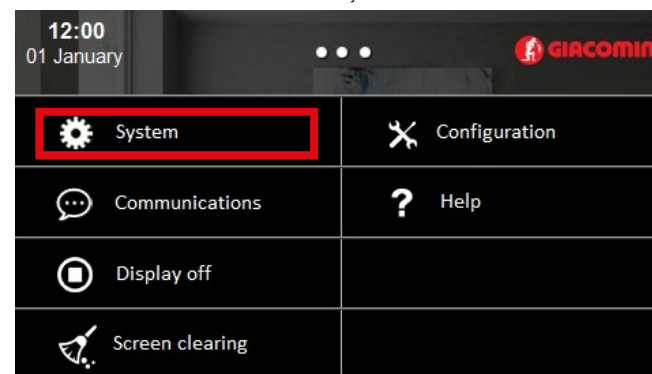 12:00
01 January
GIACOMIN
System
Configuration
Communications
? Help
Display off
Screen clearing